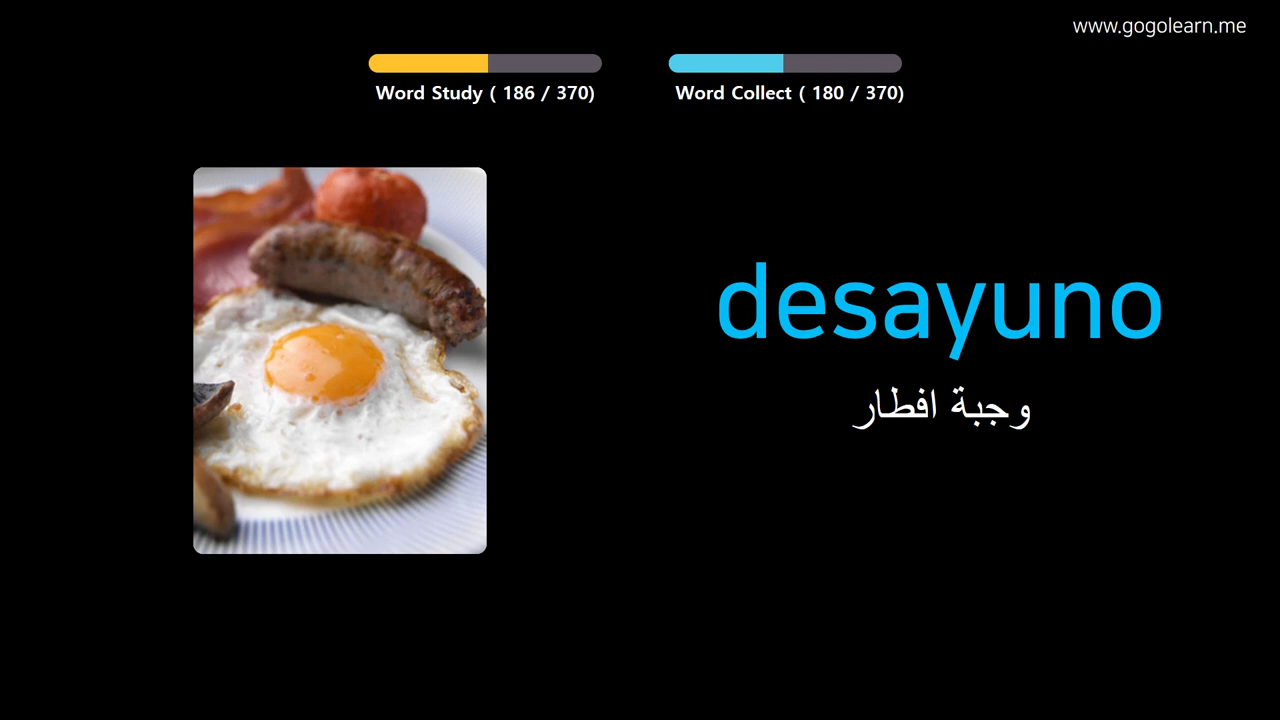 www.gogolearn.me
Word Study ( 186 / 370)
Word Collect ( 180 / 370)
desayuno
وجبة افطار